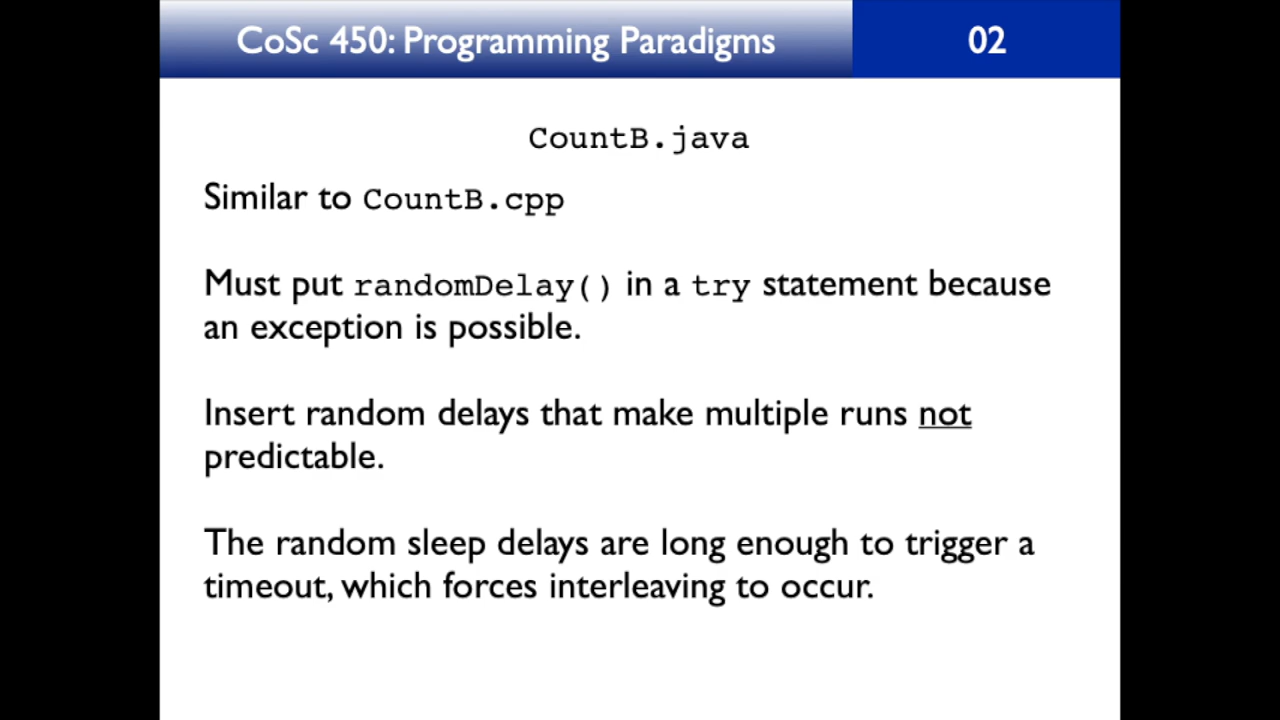 CoSc 450: Programming Paradigms 02
CountB.java
Similar to CountB.cpp
Must put randomDelay() in a try statement because
an exception is possible.
Insert random delays that make multiple runs not
predictable.
The random sleep delays are long enough to trigger a
timeout, which forces interleaving to occur.